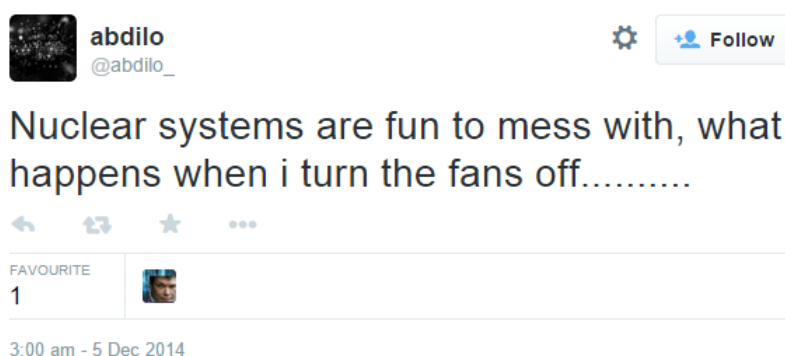 abdilo
@abdilo_
Follow
Nuclear systems are fun to mess with, what
happens when i turn the fans off..........
FAVOURITE
1
3:00 am - 5 Dec 2014